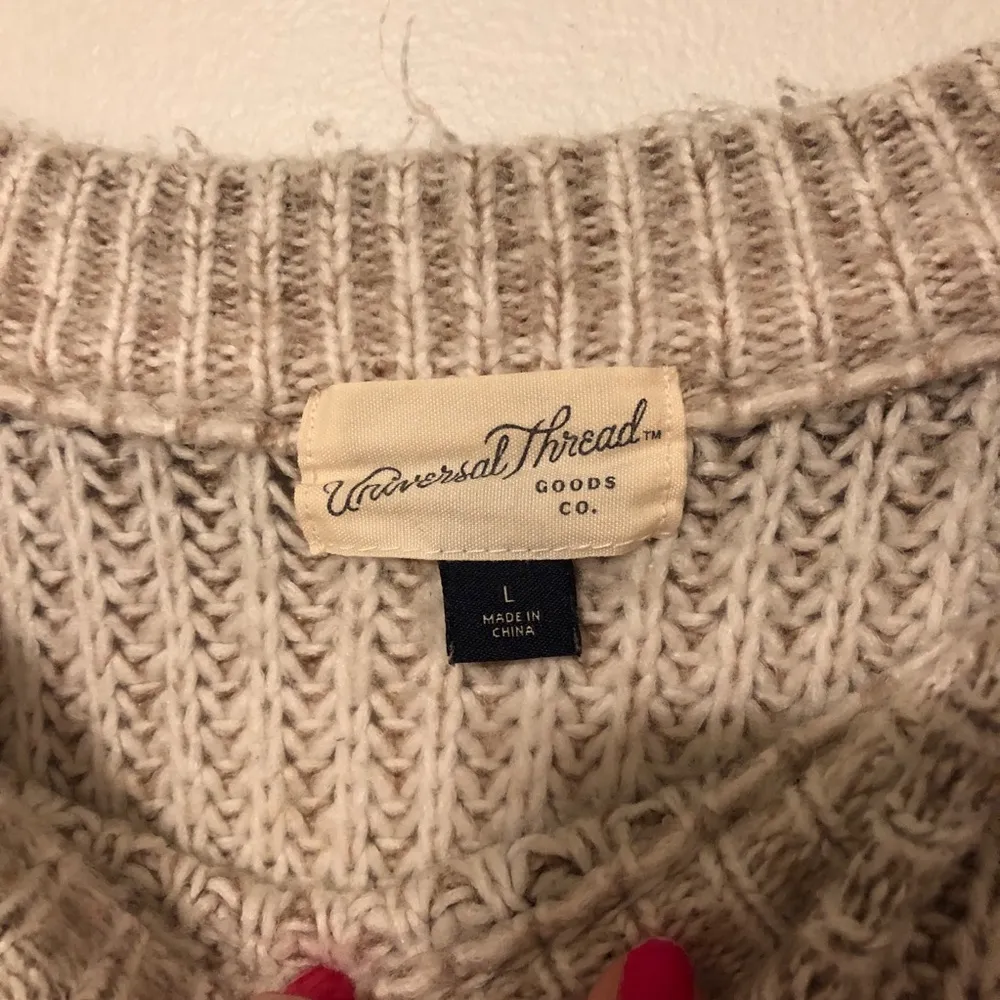 Universal Thread™
GOODS
CO.
L
MADE IN
CHINA